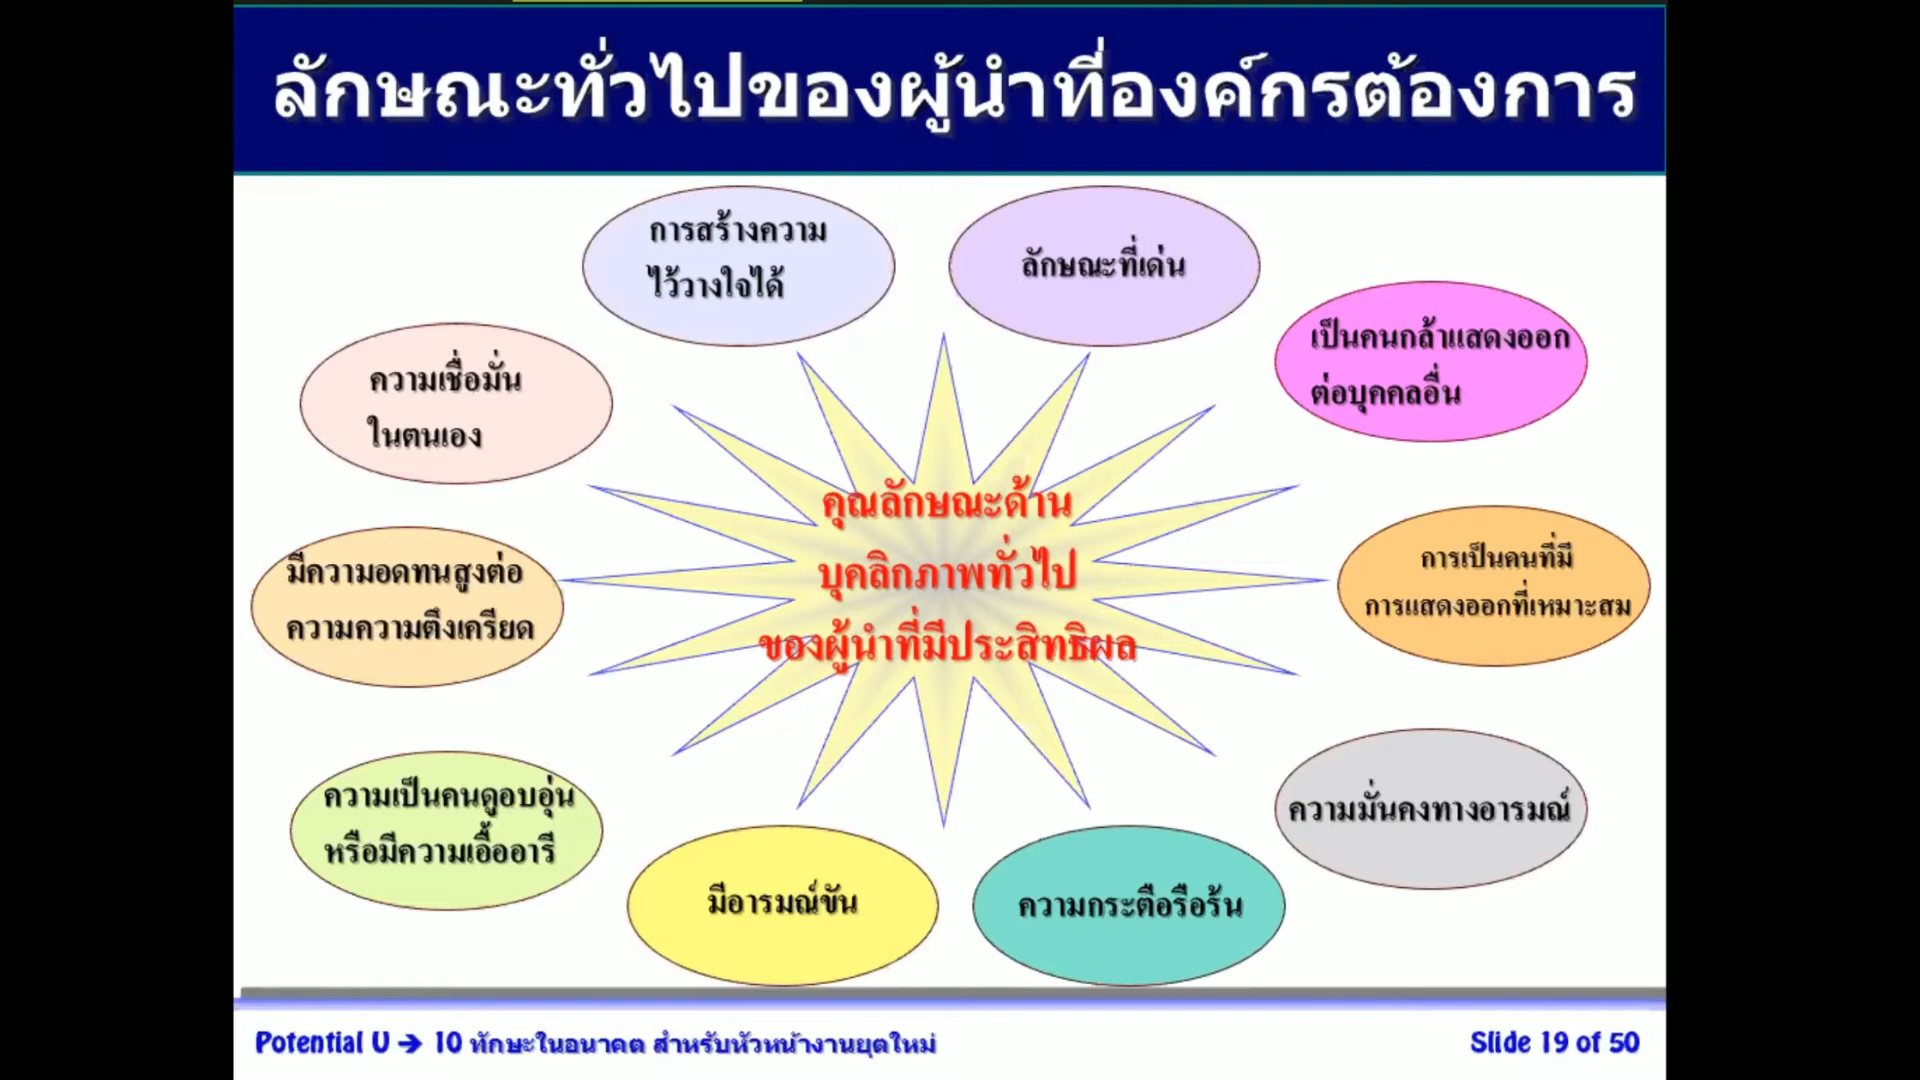 ลักษณะทั่วไปของผู้นำที่องค์กรต้องการ
การสร้างความ
ไว้วางใจได้
ลักษณะที่เด่น
เป็นคนกล้าแสดงออก
ต่อบุคคลอื่น
ความเชื่อมั่น
ในตนเอง
คุณลักษณะด้าน
บุคลิกภาพทั่วไป
ของผู้นำที่มีประสิทธิผล
มีความอดทนสูงต่อ
ความความตึงเครียด
การเป็นคนที่มี
การแสดงออกที่เหมาะสม
ความเป็นคนดูอบอุ่น
หรือมีความเอื้ออารี
ความมั่นคงทางอารมณ์
มีอารมณ์ขัน
ความกระตือรือร้น
Potential U → 10 ทักษะในอนาคต สำหรับหัวหน้างานยุตใหม่
Slide 19 of 50